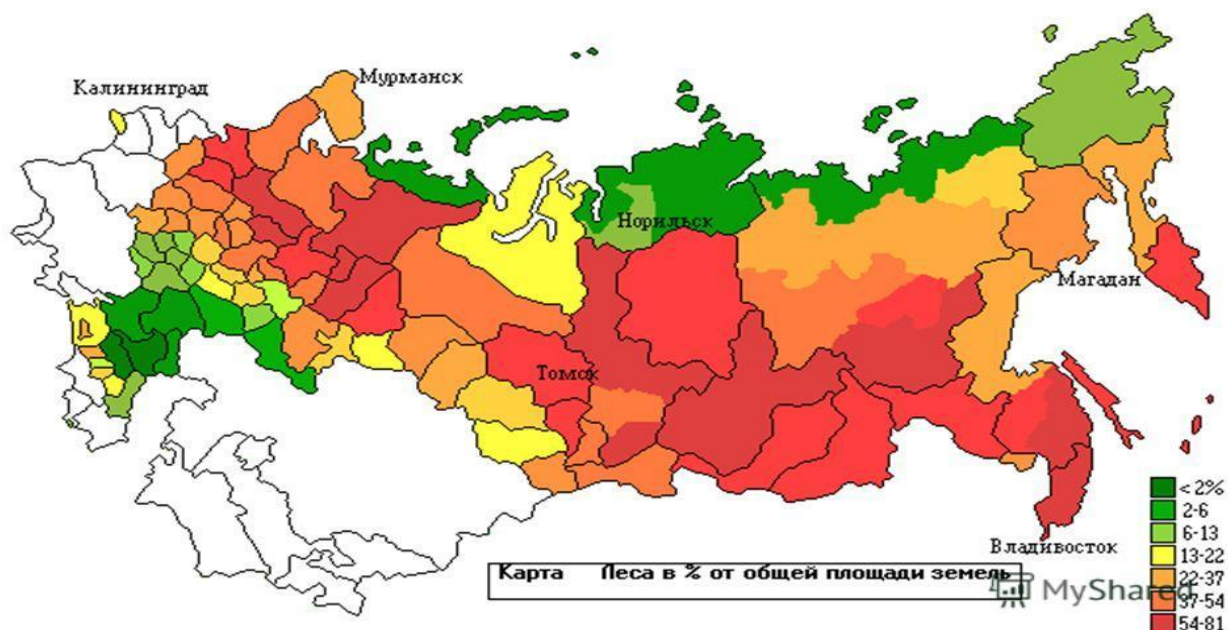 Мурманск
Калининград
Норильск
Магадан
Томск
< 2%
2-6
6-13
13-22
22-37
37-54
54-81
Владивосток
Карта Леса в % от общей площади земель
MyShared